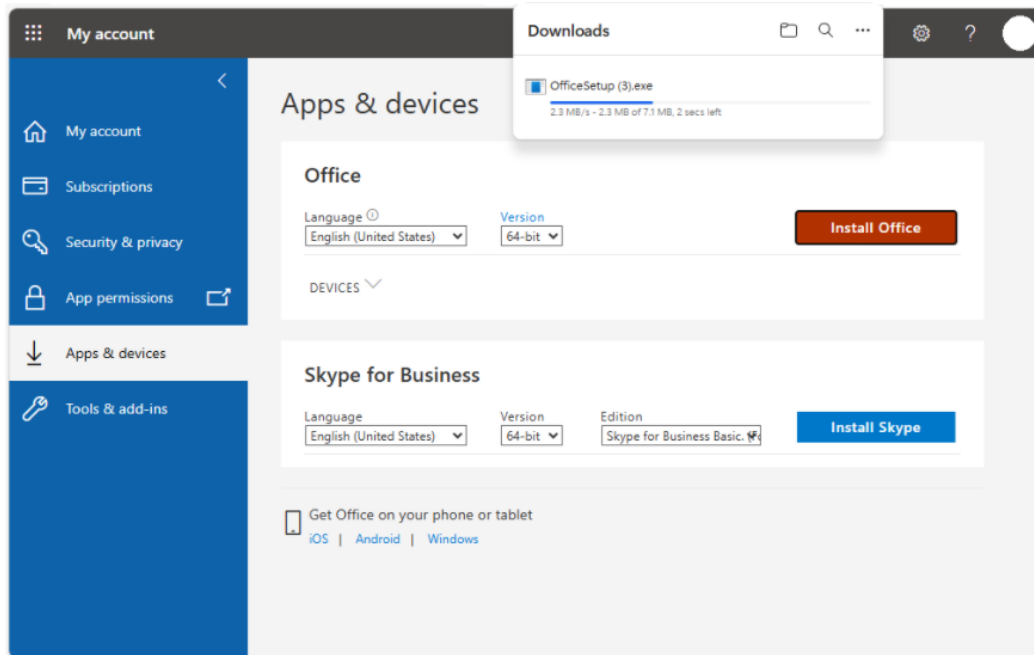 My account
Downloads
OfficeSetup (3).exe
2.3 MB/s - 2.3 MB of 7.1 MB, 2 secs left
My account
Subscriptions
Security & privacy
App permissions
Apps & devices
Tools & add-ins
Apps & devices
Office
Language
Version
English (United States)
64-bit
Install Office
DEVICES
Skype for Business
Language
Version
Edition
English (United States)
64-bit
Skype for Business Basic.
Install Skype
Get Office on your phone or tablet
iOS | Android | Windows